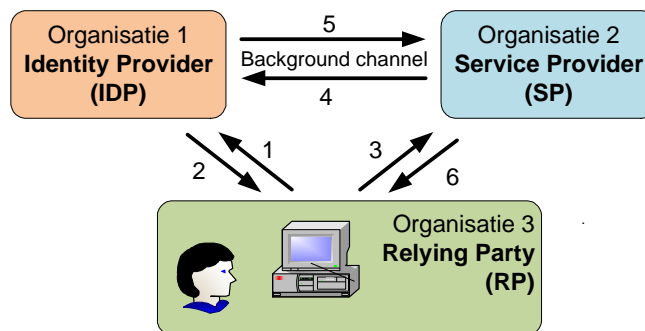 Organisatie 1
Identity Provider
(IDP)
5
Background channel
4
Organisatie 2
Service Provider
(SP)
2
1
3
6
Organisatie 3
Relying Party
(RP)